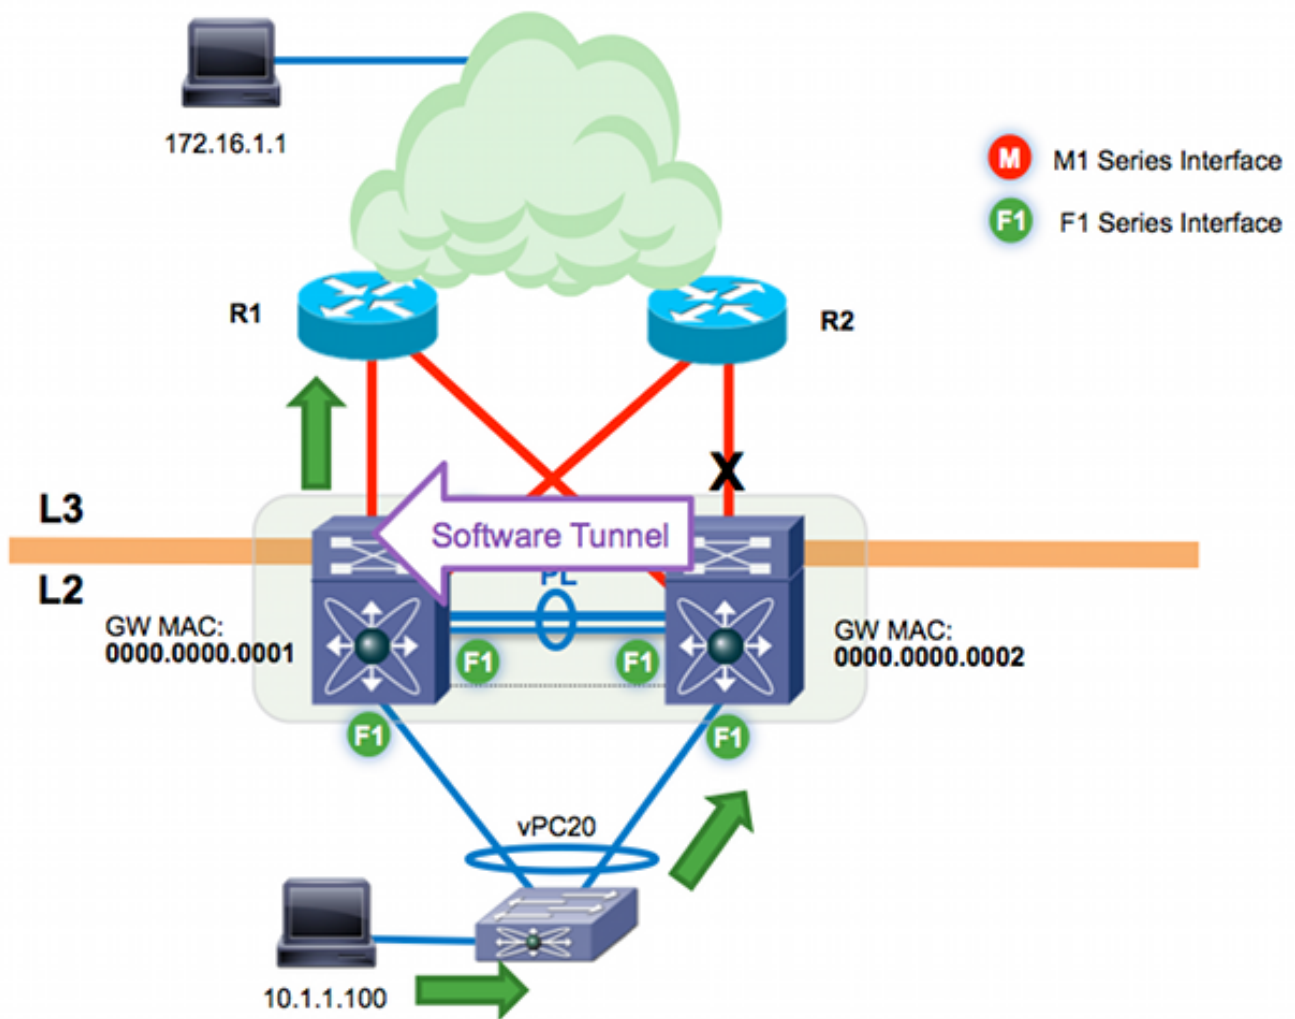 172.16.1.1
M M1 Series Interface
F1 F1 Series Interface
R1
R2
X
L3
Software Tunnel
L2
PL
GW MAC:
0000.0000.0001
GW MAC:
0000.0000.0002
F1
F1
F1
F1
vPC20
10.1.1.100